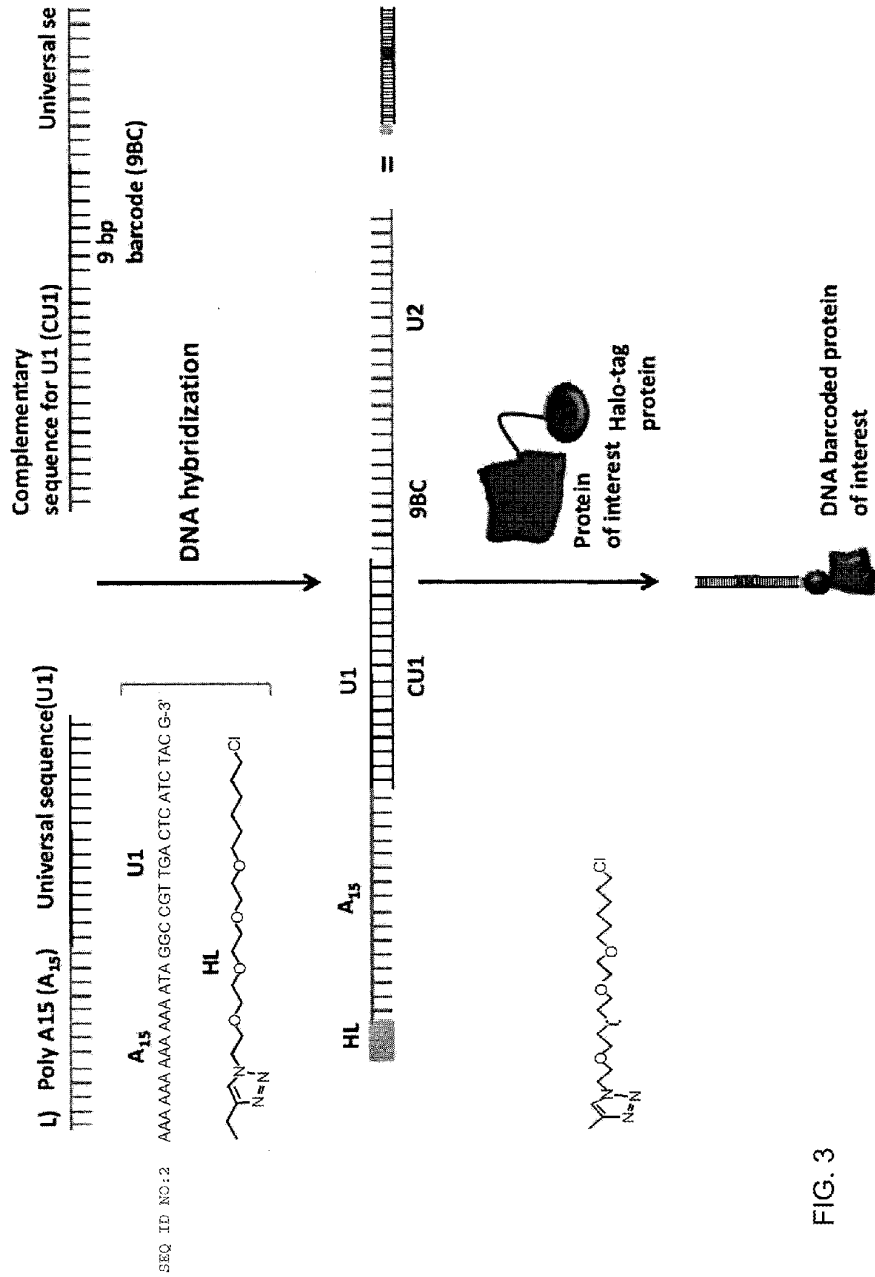 L) Poly A15 (A15)
Universal sequence(U1)
Complementary
sequence for U1 (CU1)
9 bp
barcode (9BC)
Universal se
A15
U1
SEQ ID NO:2 AAA AAA AAA AAA AAA ATA GGC CGT TGA CTC ATC TAC G-3'
HL
N
N=N
O
O
O
O
Cl
DNA hybridization
HL
A15
U1
CU1
9BC
U2
=
N
N=N
O
O
O
Cl
Protein
of interest
Halo-tag
protein
DNA barcoded protein
of interest
FIG. 3